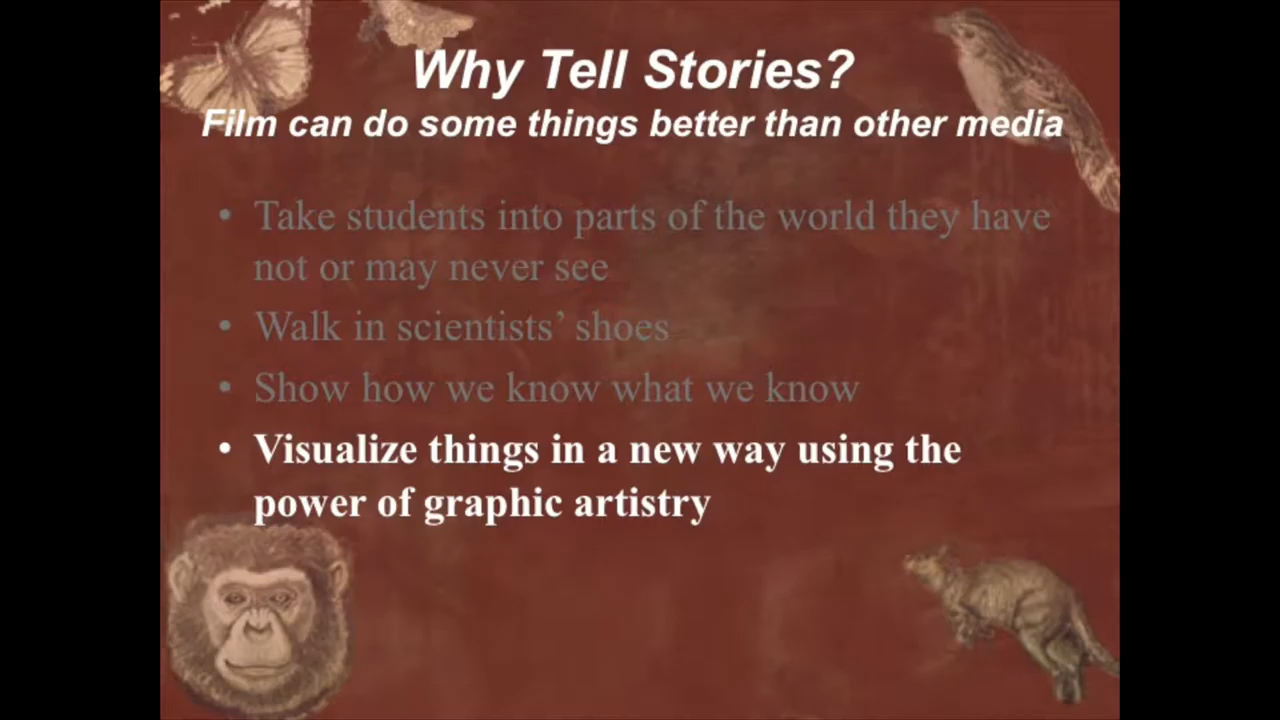 Why Tell Stories?
Film can do some things better than other media
• Take students into parts of the world they have
not or may never see
• Walk in scientists’ shoes
• Show how we know what we know
• Visualize things in a new way using the
power of graphic artistry